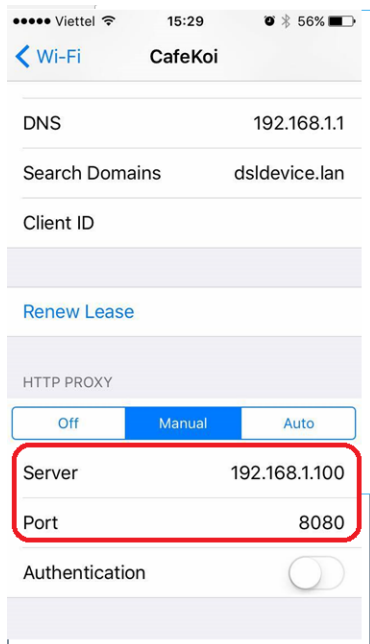 Viettel 15:29 56%
Wi-Fi CafeKoi
DNS 192.168.1.1
Search Domains dsldevice.lan
Client ID
Renew Lease
HTTP PROXY
Off Manual Auto
Server 192.168.1.100
Port 8080
Authentication